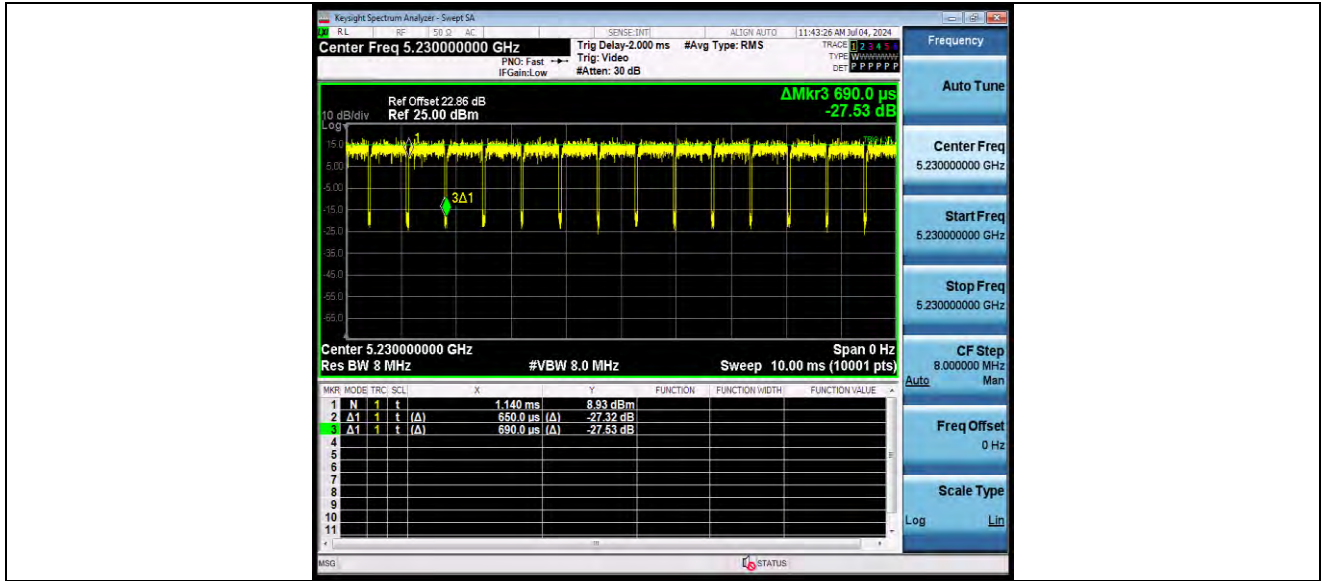 Keysight Spectrum Analyzer - Swept SA
RL RF 50 Ω AC SENSE:INT ALIGN AUTO 11:43:26 AM Jul 04, 2024
Center Freq 5.230000000 GHz
PNO: Fast
IFGain:Low
Trig Delay-2.000 ms
Trig: Video
#Atten: 30 dB
#Avg Type: RMS
TRACE 1 2 3 4 5 6
TYPE WWWWWW
DET P P P P P P
ΔMkr3 690.0 µs
-27.53 dB
Ref Offset 22.86 dB
10 dB/div Ref 25.00 dBm
Log
15.0
5.00
-5.00
-15.0
-25.0
-35.0
-45.0
-55.0
-65.0
1
3Δ1
Center 5.230000000 GHz Span 0 Hz
Res BW 8 MHz #VBW 8.0 MHz Sweep 10.00 ms (10001 pts)
MKR MODE TRC SCL X Y FUNCTION FUNCTION WIDTH FUNCTION VALUE
1 N 1 t 1.140 ms 8.93 dBm
2 Δ1 1 t (Δ) 650.0 µs (Δ) -27.32 dB
3 Δ1 1 t (Δ) 690.0 µs (Δ) -27.53 dB
4
5
6
7
8
9
10
11
MSG STATUS
Frequency
Auto Tune
Center Freq
5.230000000 GHz
Start Freq
5.230000000 GHz
Stop Freq
5.230000000 GHz
CF Step
8.000000 MHz
Auto Man
Freq Offset
0 Hz
Scale Type
Log Lin